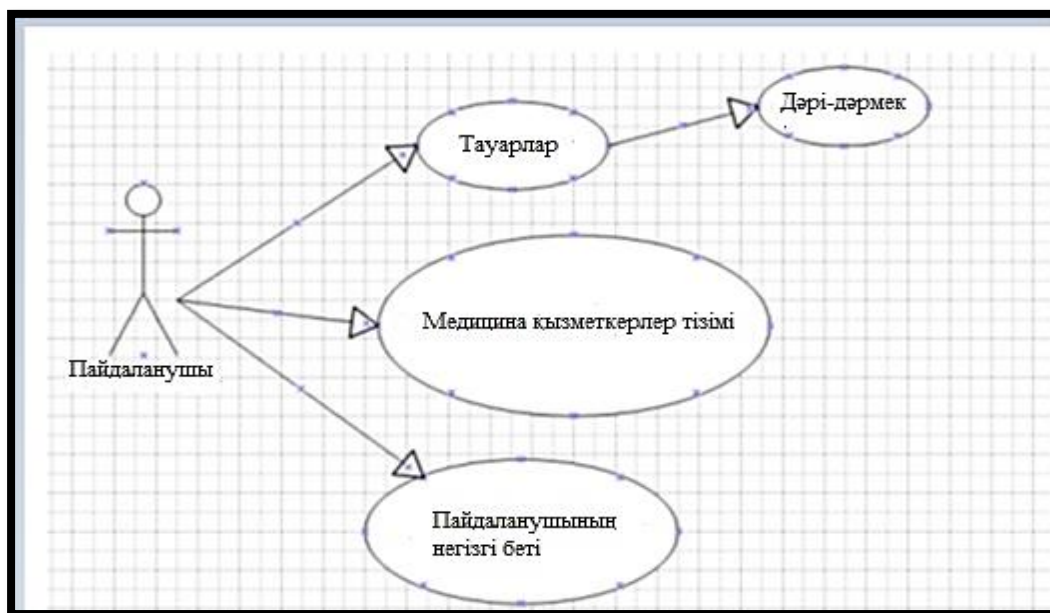 Дәрі-дәрмек
Тауарлар
Медицина қызметкерлер тізімі
Пайдаланушы
Пайдаланушының
негізгі беті